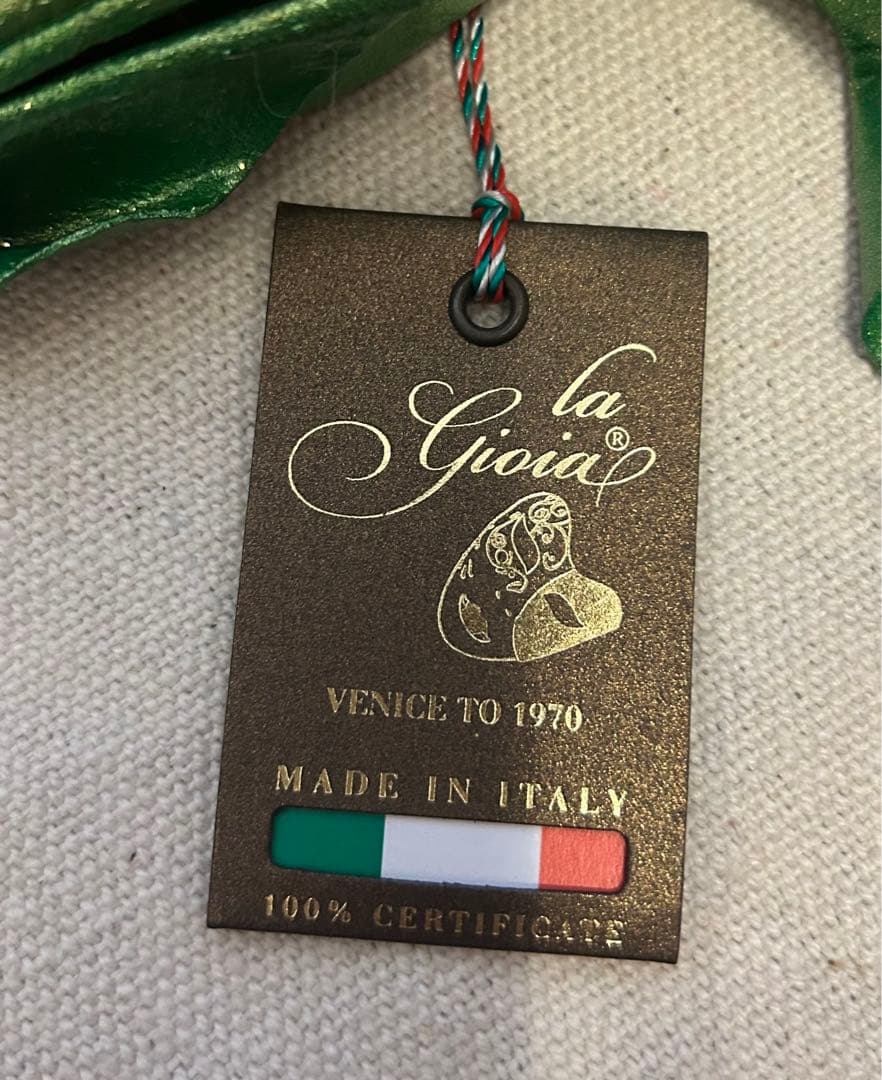 la
Gioia®
VENICE TO 1970
MADE IN ITALY
100% CERTIFICATE